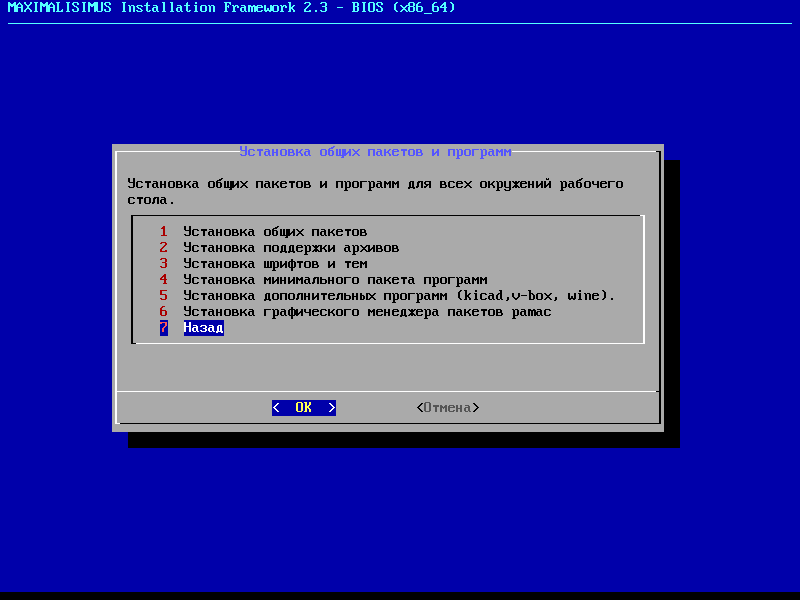 MAXIMALISIMUS Installation Framework 2.3 - BIOS (x86_64)
Установка общих пакетов и программ
Установка общих пакетов и программ для всех окружений рабочего
стола.
1 Установка общих пакетов
2 Установка поддержки архивов
3 Установка шрифтов и тем
4 Установка минимального пакета программ
5 Установка дополнительных программ (kicad,v-box, wine).
6 Установка графического менеджера пакетов pamac
7 Назад
< OK > <Отмена>